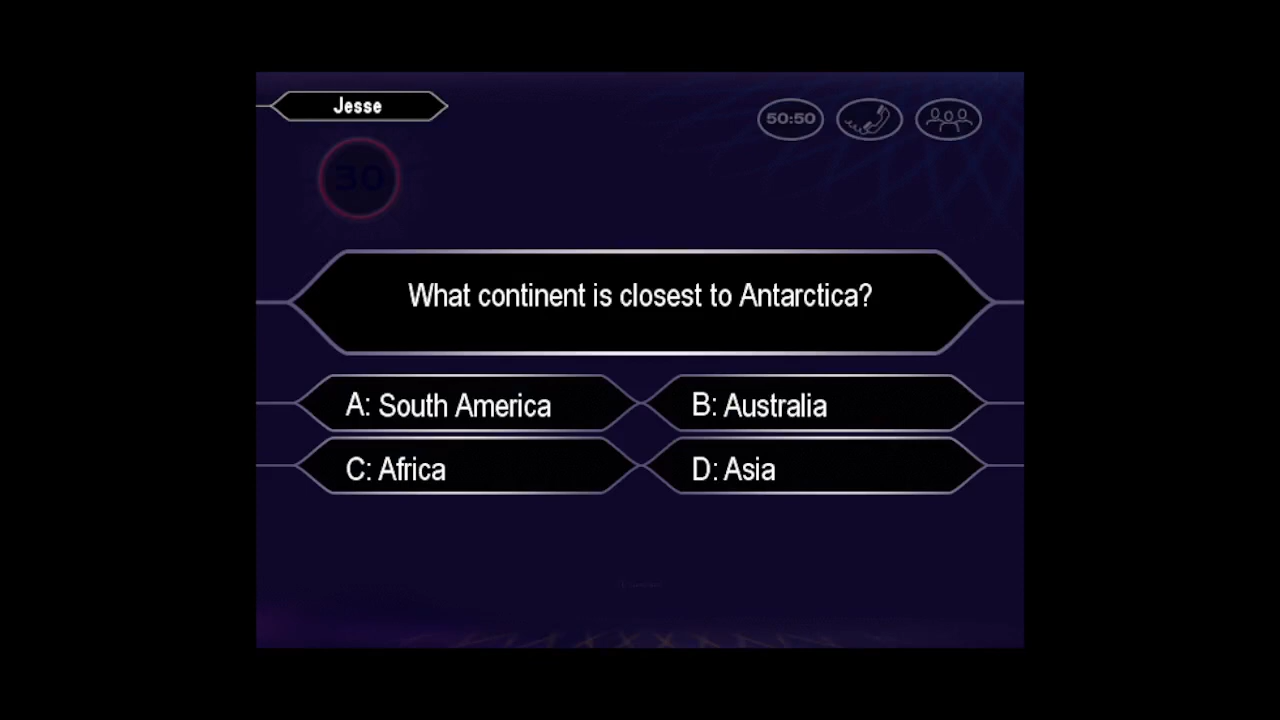 Jesse
50:50
30
What continent is closest to Antarctica?
A: South America
B: Australia
C: Africa
D: Asia